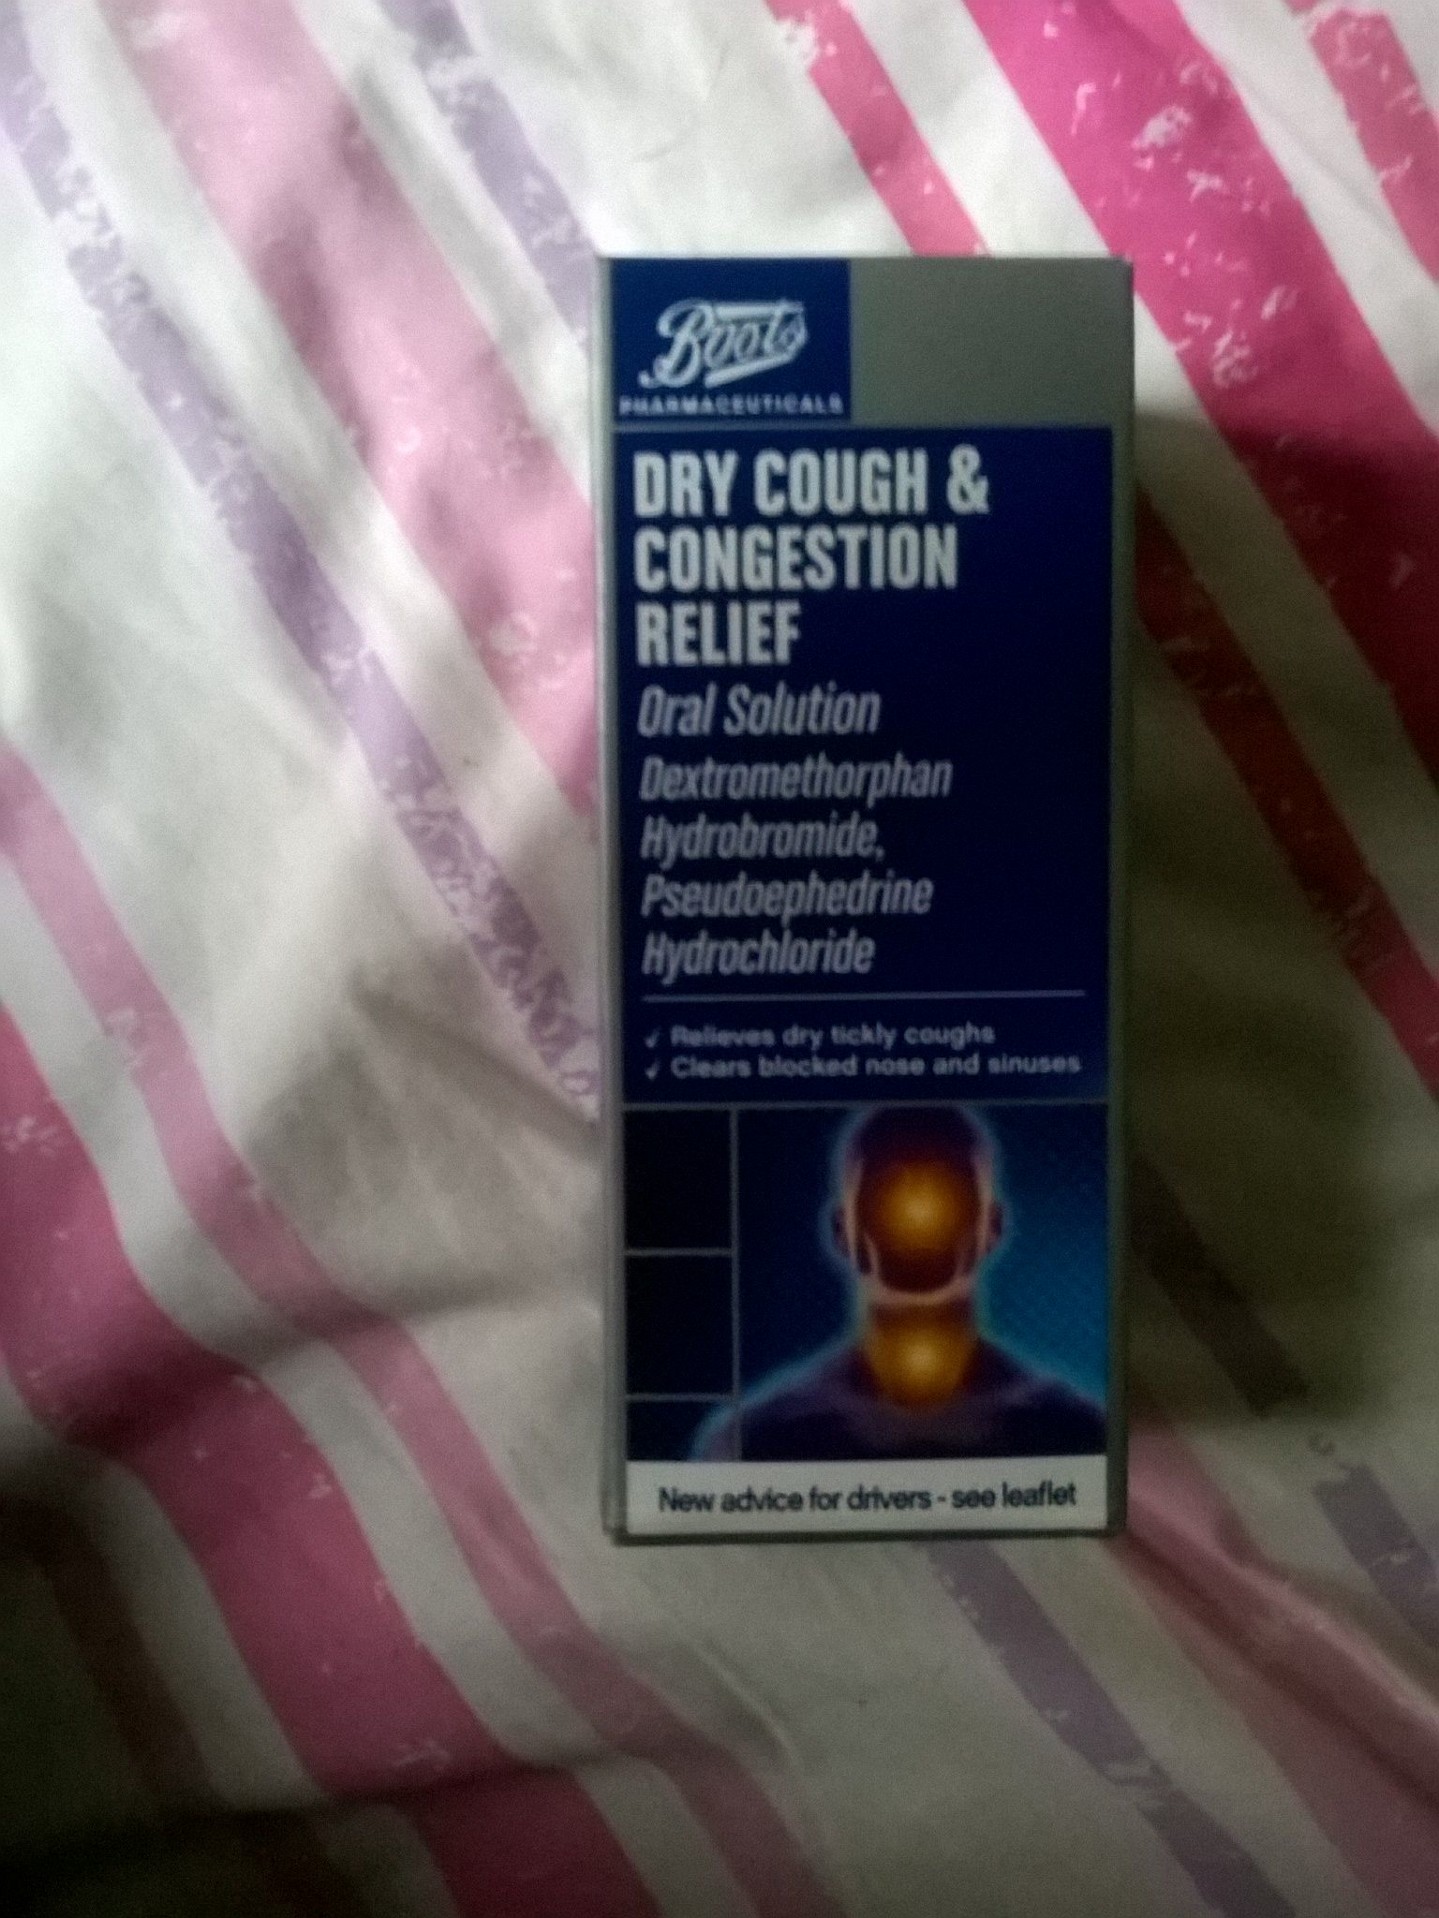 Boots
PHARMACEUTICALS
DRY COUGH &
CONGESTION
RELIEF
Oral Solution
Dextromethorphan
Hydrobromide,
Pseudoephedrine
Hydrochloride
✓ Relieves dry tickly coughs
✓ Clears blocked nose and sinuses
New advice for drivers - see leaflet